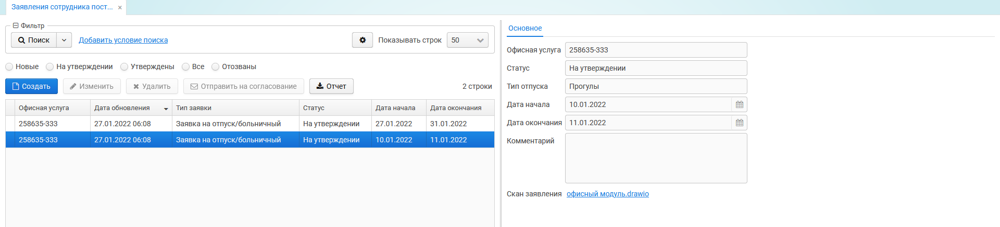 Заявления сотрудника пост... ×
Фильтр
Поиск Добавить условие поиска Показывать строк 50
Новые На утверждении Утверждены Все Отозваны
Создать Изменить Удалить Отправить на согласование Отчет 2 строки
Офисная услуга Дата обновления Тип заявки Статус Дата начала Дата окончания
258635-333 27.01.2022 06:08 Заявка на отпуск/больничный На утверждении 27.01.2022 31.01.2022
258635-333 27.01.2022 06:08 Заявка на отпуск/больничный На утверждении 10.01.2022 11.01.2022
Основное
Офисная услуга 258635-333
Статус На утверждении
Тип отпуска Прогулы
Дата начала 10.01.2022
Дата окончания 11.01.2022
Комментарий
Скан заявления офисный модуль.drawio